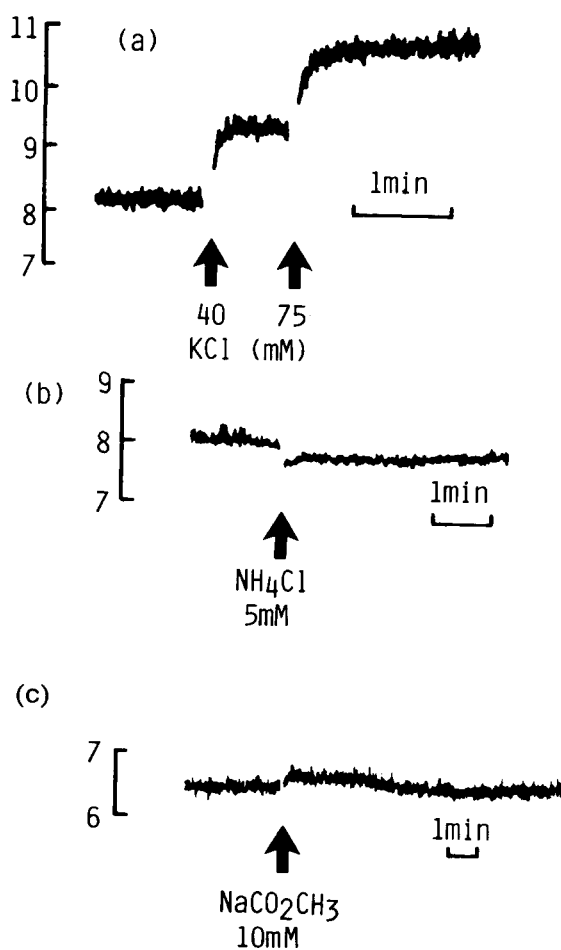 (a)
11
10
9
8
7
1min
40 75
KCl (mM)
(b)
9
8
7
1min
NH4Cl
5mM
(c)
7
6
1min
NaCO2CH3
10mM